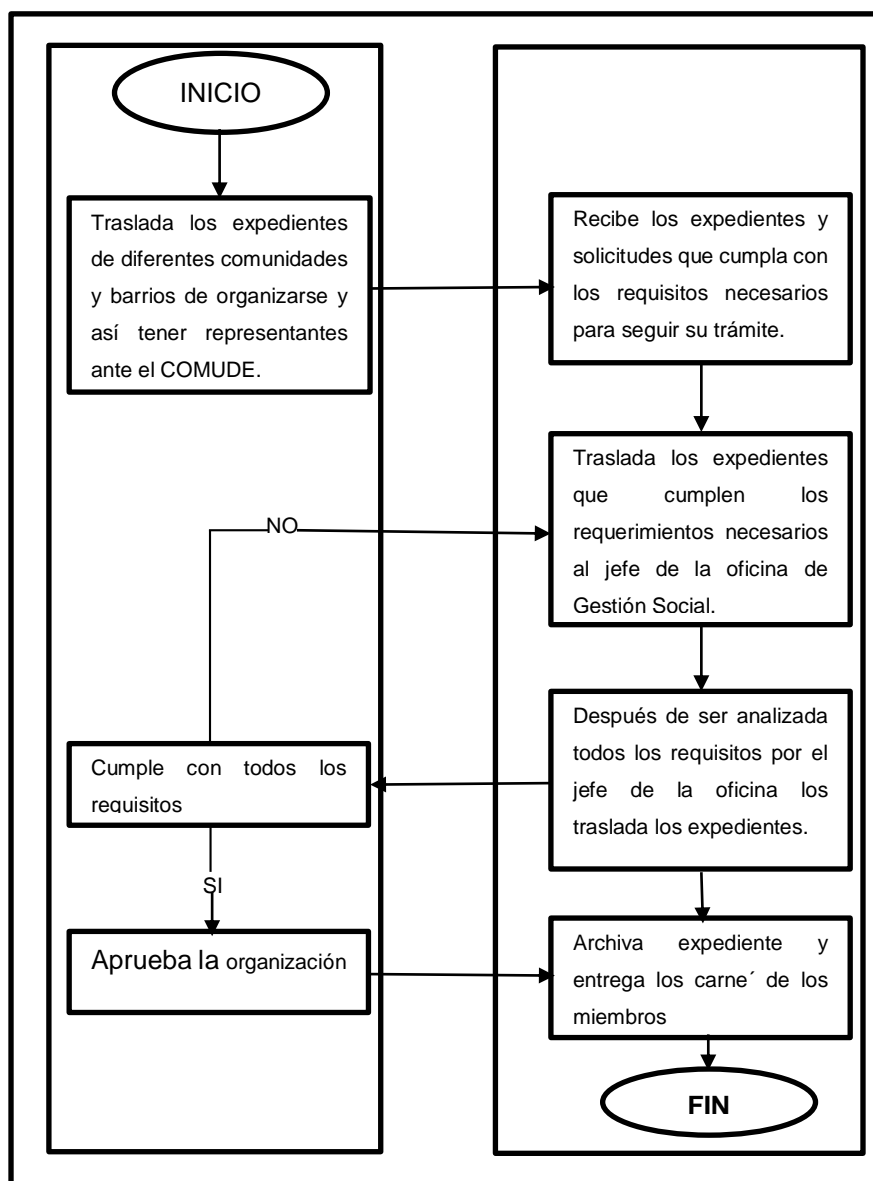 INICIO
Traslada los expedientes
de diferentes comunidades
y barrios de organizarse y
así tener representantes
ante el COMUDE.
Recibe los expedientes y
solicitudes que cumpla con
los requisitos necesarios
para seguir su trámite.
Traslada los expedientes
que cumplen los
requerimientos necesarios
al jefe de la oficina de
Gestión Social.
NO
Después de ser analizada
todos los requisitos por el
jefe de la oficina los
traslada los expedientes.
Cumple con todos los
requisitos
SI
Aprueba la organización
Archiva expediente y
entrega los carne´ de los
miembros
FIN